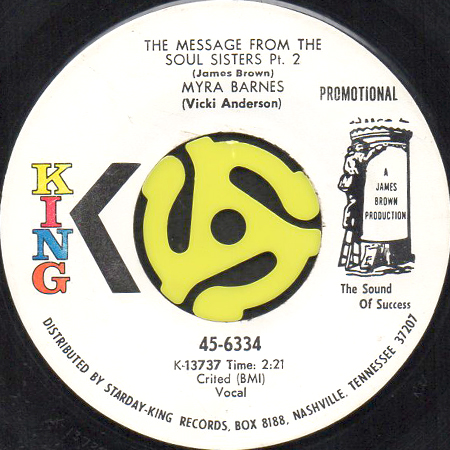 THE MESSAGE FROM THE
SOUL SISTERS Pt. 2
(James Brown)
MYRA BARNES
(Vicki Anderson)
PROMOTIONAL
KING
K
A
JAMES
BROWN
PRODUCTION
The Sound
Of Success
45-6334
K-13737 Time: 2:21
Crited (BMI)
Vocal
DISTRIBUTED BY STARDAY-KING RECORDS, BOX 8188, NASHVILLE, TENNESSEE 37207